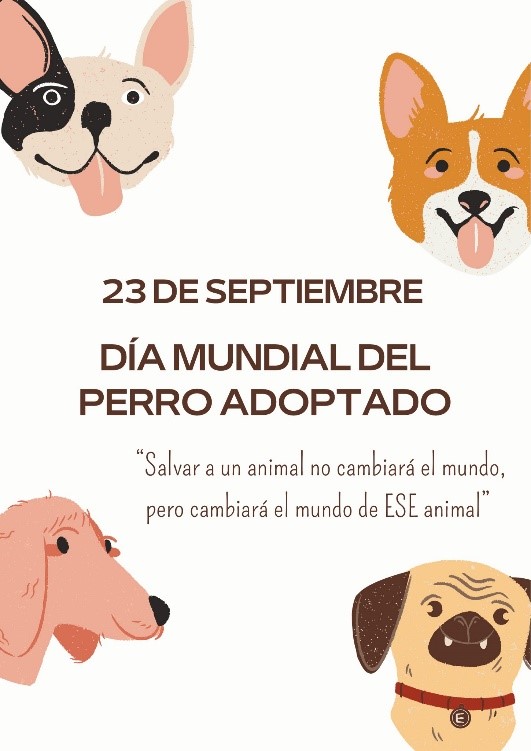 23 DE SEPTIEMBRE
DÍA MUNDIAL DEL
PERRO ADOPTADO
“Salvar a un animal no cambiará el mundo,
pero cambiará el mundo de ESE animal”
E